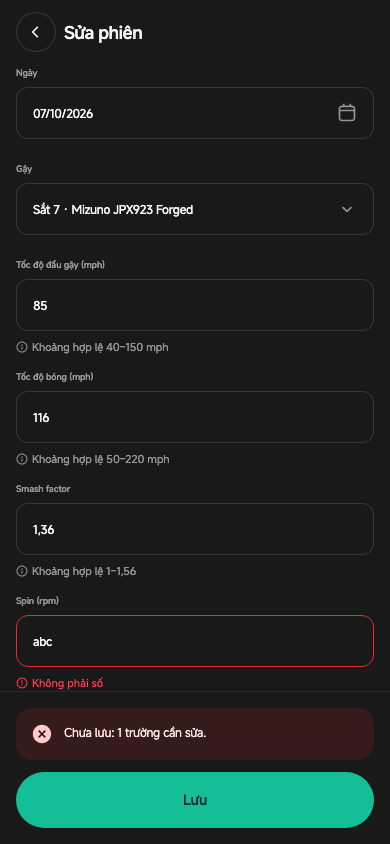 Sửa phiên
Ngày
07/10/2026
Gậy
Sắt 7 · Mizuno JPX923 Forged
Tốc độ đầu gậy (mph)
85
Khoảng hợp lệ 40–150 mph
Tốc độ bóng (mph)
116
Khoảng hợp lệ 50–220 mph
Smash factor
1,36
Khoảng hợp lệ 1–1,56
Spin (rpm)
abc
Không phải số
Chưa lưu: 1 trường cần sửa.
Lưu